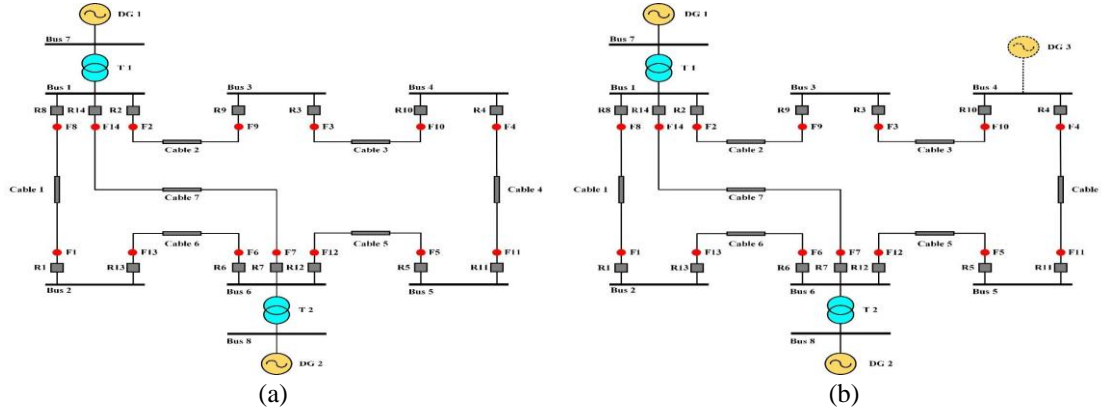 DG 1
Bus 7
T 1
Bus 1
Bus 3
Bus 4
R8 R14 R2 R9 R3 R10 R4
F8 F14 F2 F9 F3 F10 F4
Cable 2
Cable 3
Cable 1
Cable 7
Cable 4
Cable 6
Cable 5
F1 F13 F6 F7 F12 F5 F11
R1 R13 R6 R7 R12 R5 R11
Bus 2
Bus 6
Bus 5
T 2
Bus 8
DG 2
(a)
DG 1
Bus 7
DG 3
T 1
Bus 1
Bus 3
Bus 4
R8 R14 R2 R9 R3 R10 R4
F8 F14 F2 F9 F3 F10 F4
Cable 2
Cable 3
Cable 1
Cable 7
Cable
Cable 6
Cable 5
F1 F13 F6 F7 F12 F5 F11
R1 R13 R6 R7 R12 R5 R11
Bus 2
Bus 6
Bus 5
T 2
Bus 8
DG 2
(b)